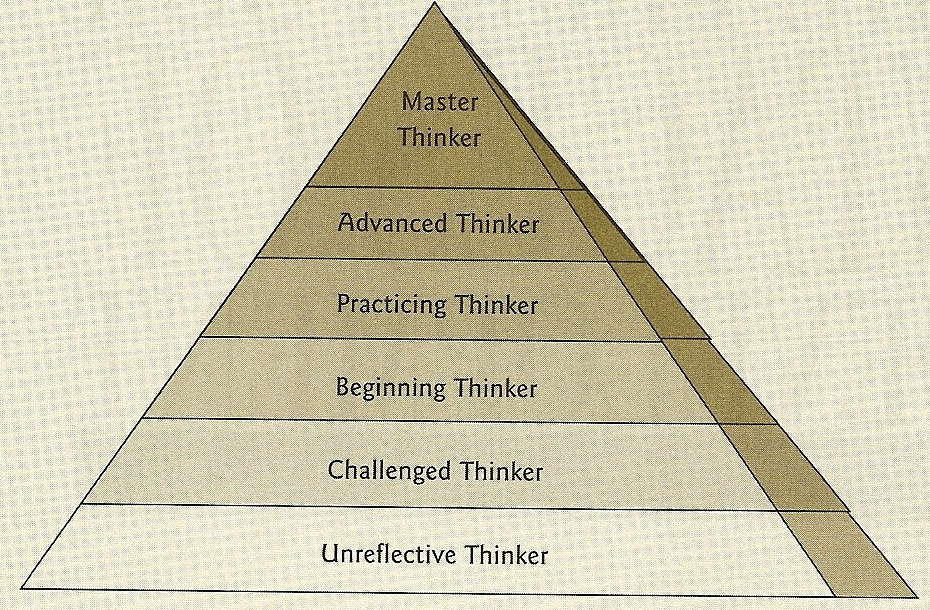 Master
Thinker
Advanced Thinker
Practicing Thinker
Beginning Thinker
Challenged Thinker
Unreflective Thinker